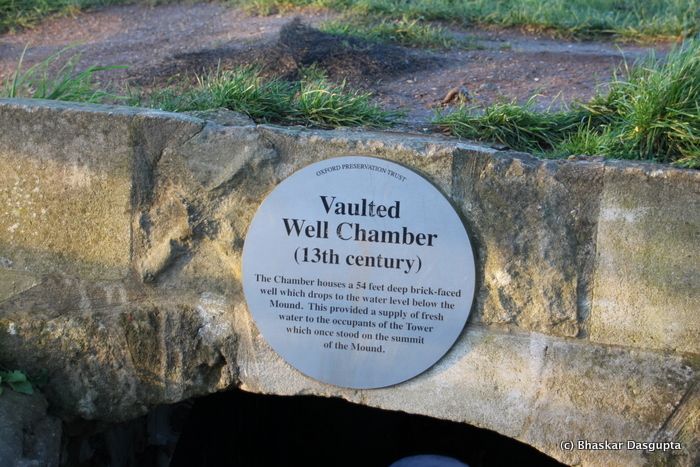 OXFORD PRESERVATION TRUST
Vaulted
Well Chamber
(13th century)
The Chamber houses a 54 feet deep brick-faced
well which drops to the water level below the
Mound. This provided a supply of fresh
water to the occupants of the Tower
which once stood on the summit
of the Mound.
(c) Bhaskar Dasgupta